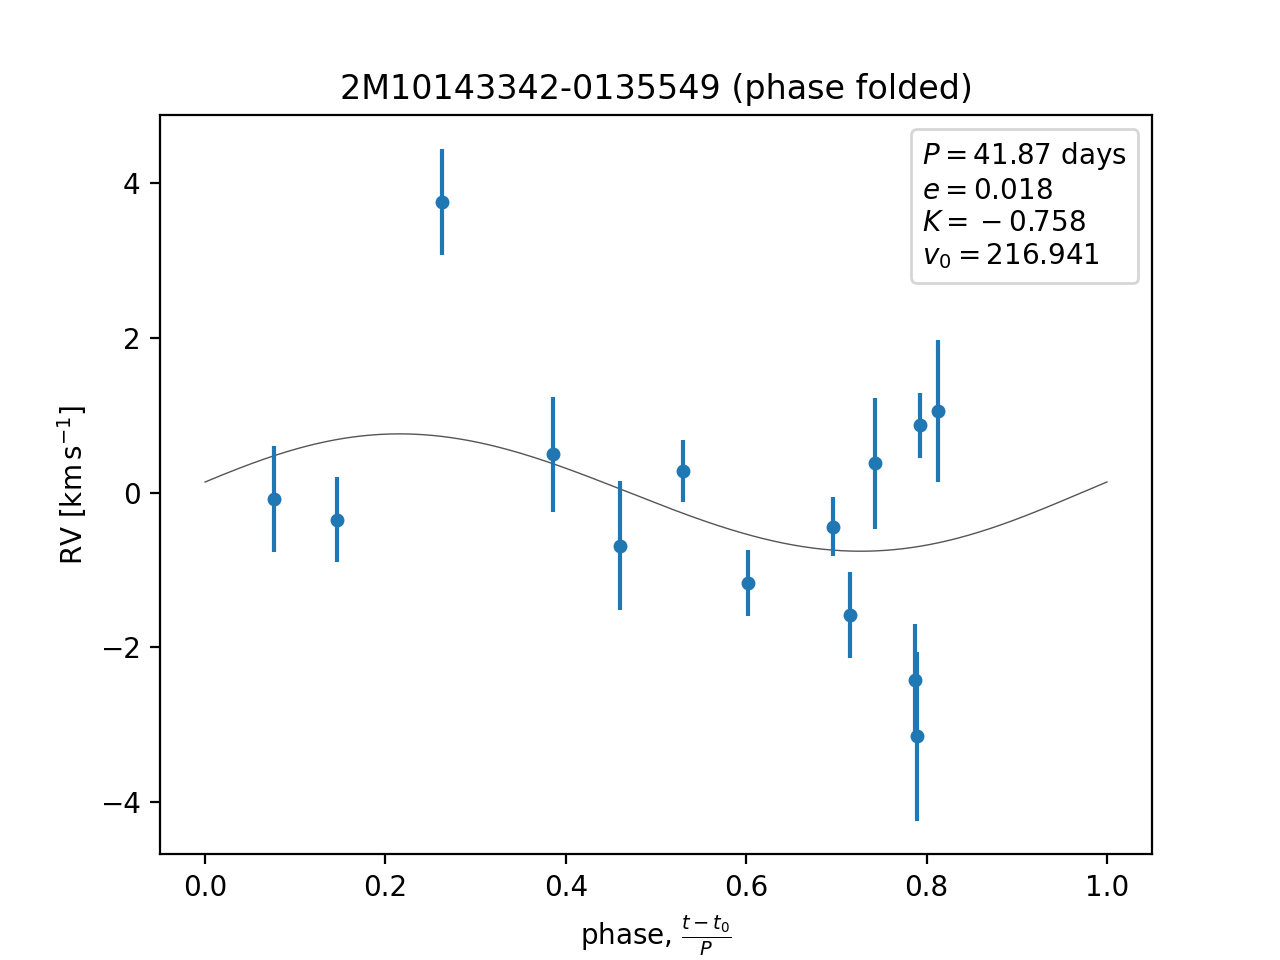 2M10143342-0135549 (phase folded)
P = 41.87 days
e = 0.018
K = −0.758
v₀ = 216.941
4
2
0
−2
−4
RV [km s⁻¹]
0.0 0.2 0.4 0.6 0.8 1.0
phase, (t − t₀)/P